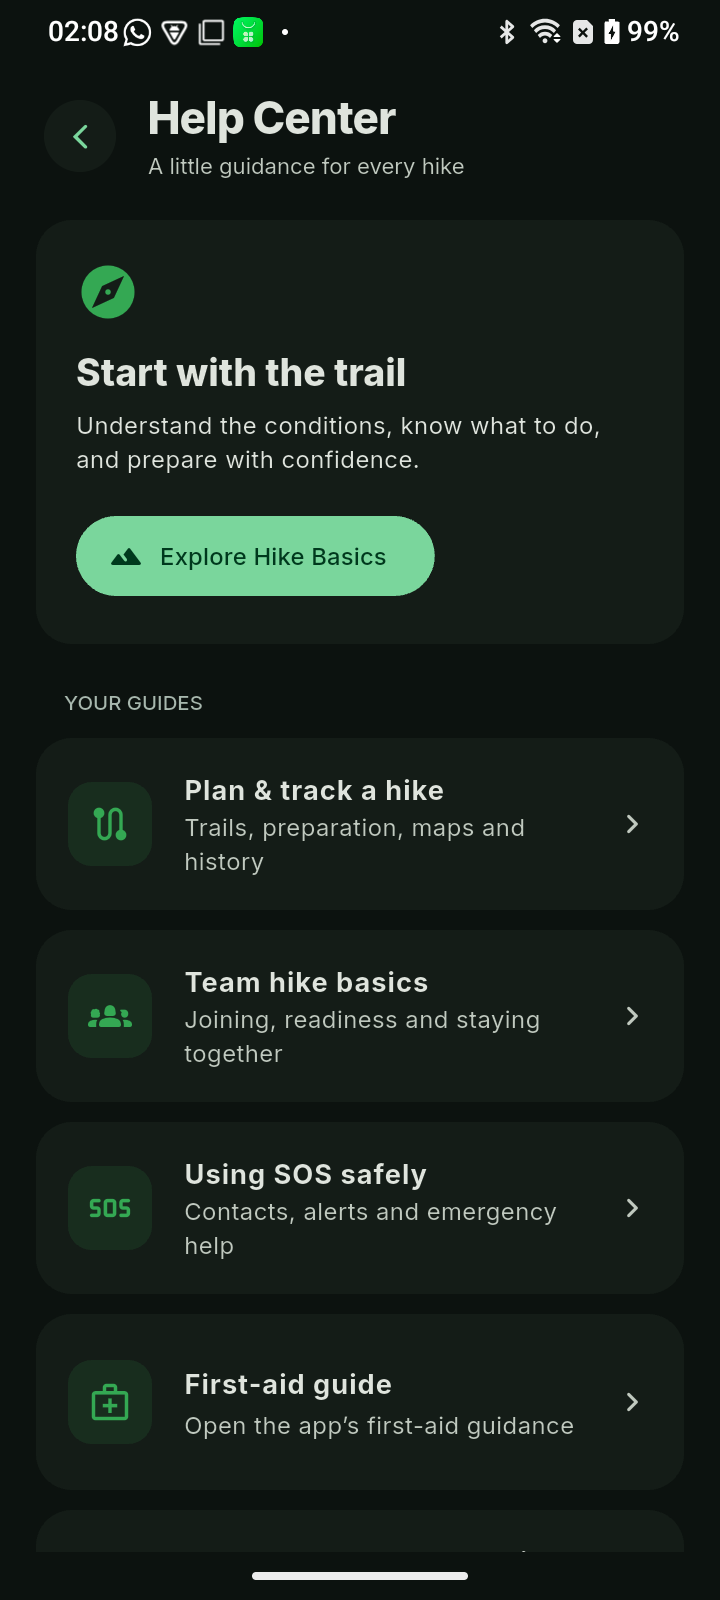 02:08
99%
Help Center
A little guidance for every hike
Start with the trail
Understand the conditions, know what to do,
and prepare with confidence.
Explore Hike Basics
YOUR GUIDES
Plan & track a hike
Trails, preparation, maps and
history
Team hike basics
Joining, readiness and staying
together
SOS
Using SOS safely
Contacts, alerts and emergency
help
First-aid guide
Open the app’s first-aid guidance